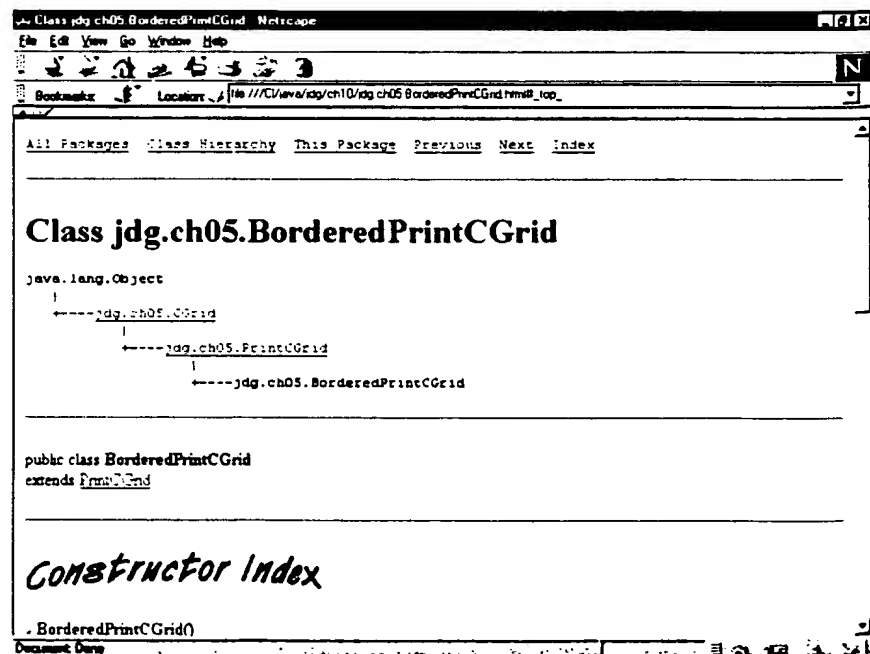 Class jdg.ch05.BorderedPrintCGrid Netscape
File Edit View Go Window Help
N
Bookmarks Location: file:///C|/java/jdg/ch10/jdg.ch05.BorderedPrintCGrid.html#_top_
All Packages Class Hierarchy This Package Previous Next Index
Class jdg.ch05.BorderedPrintCGrid
java.lang.Object
|
+----jdg.ch05.CGrid
|
+----jdg.ch05.PrintCGrid
|
+----jdg.ch05.BorderedPrintCGrid
public class BorderedPrintCGrid
extends PrintCGrid
Constructor Index
. BorderedPrintCGrid()
Document: Done